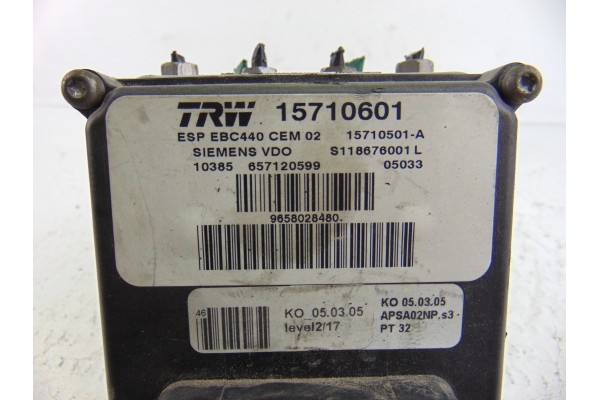 TRW 15710601
ESP EBC440 CEM 02 15710501-A
SIEMENS VDO S118676001 L
10385 657120599 05033
9658028480.
46
KO 05.03.05
level2/17
KO 05.03.05
APSA02NP.s3 -
PT 32